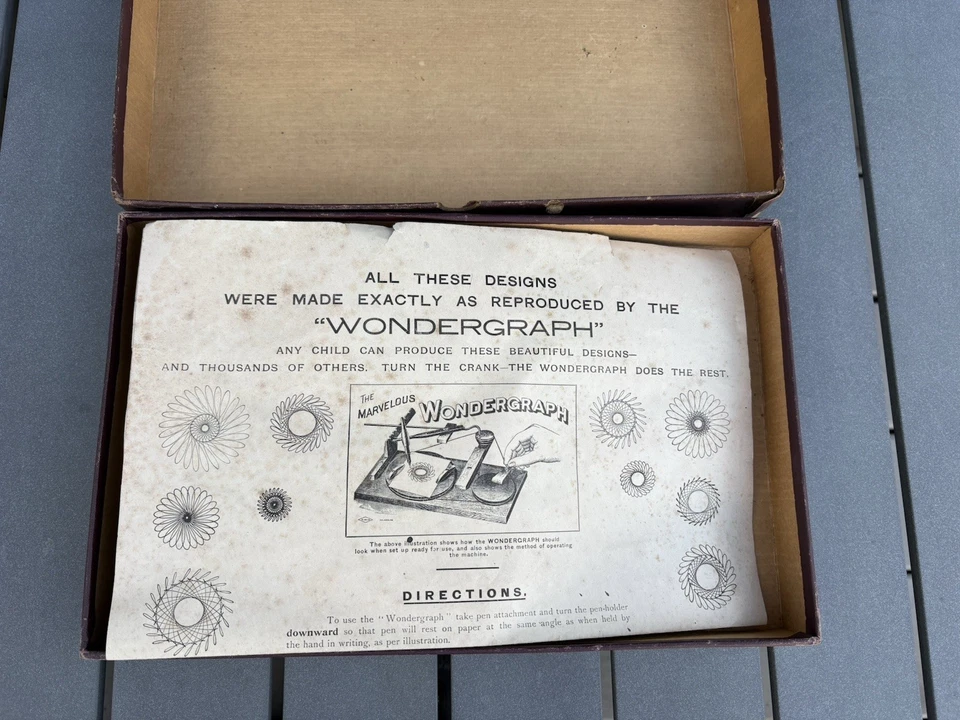 ALL THESE DESIGNS
WERE MADE EXACTLY AS REPRODUCED BY THE
"WONDERGRAPH"
ANY CHILD CAN PRODUCE THESE BEAUTIFUL DESIGNS—
AND THOUSANDS OF OTHERS. TURN THE CRANK—THE WONDERGRAPH DOES THE REST.
THE
MARVELOUS WONDERGRAPH
The above illustration shows how the WONDERGRAPH should
look when set up ready for use, and also shows the method of operating
the machine.
DIRECTIONS.
To use the "Wondergraph" take pen attachment and turn the pen-holder
downward so that pen will rest on paper at the same angle as when held by
the hand in writing, as per illustration.